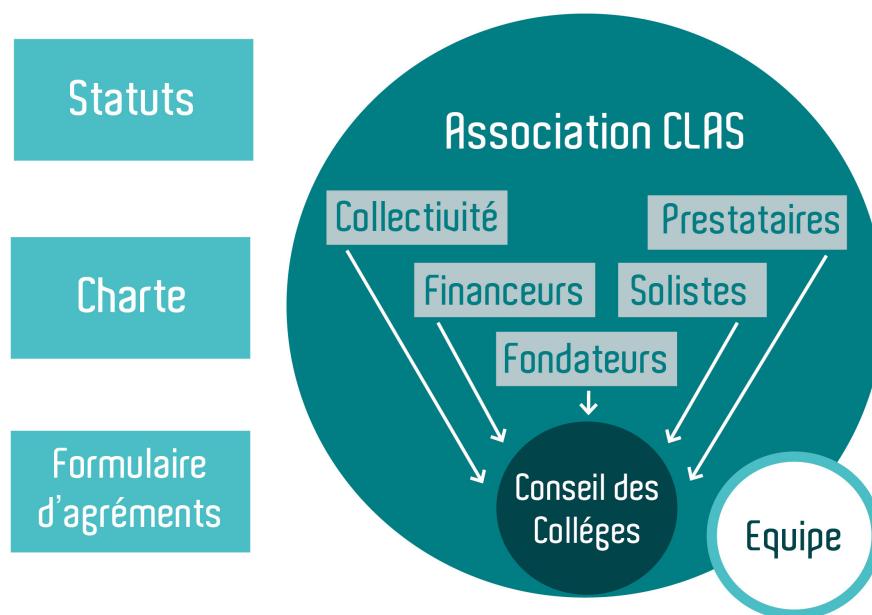 Statuts
Charte
Formulaire
d'agréments
Association CLAS
Collectivité
Prestataires
Financeurs
Solistes
Fondateurs
Conseil des
Colléges
Equipe